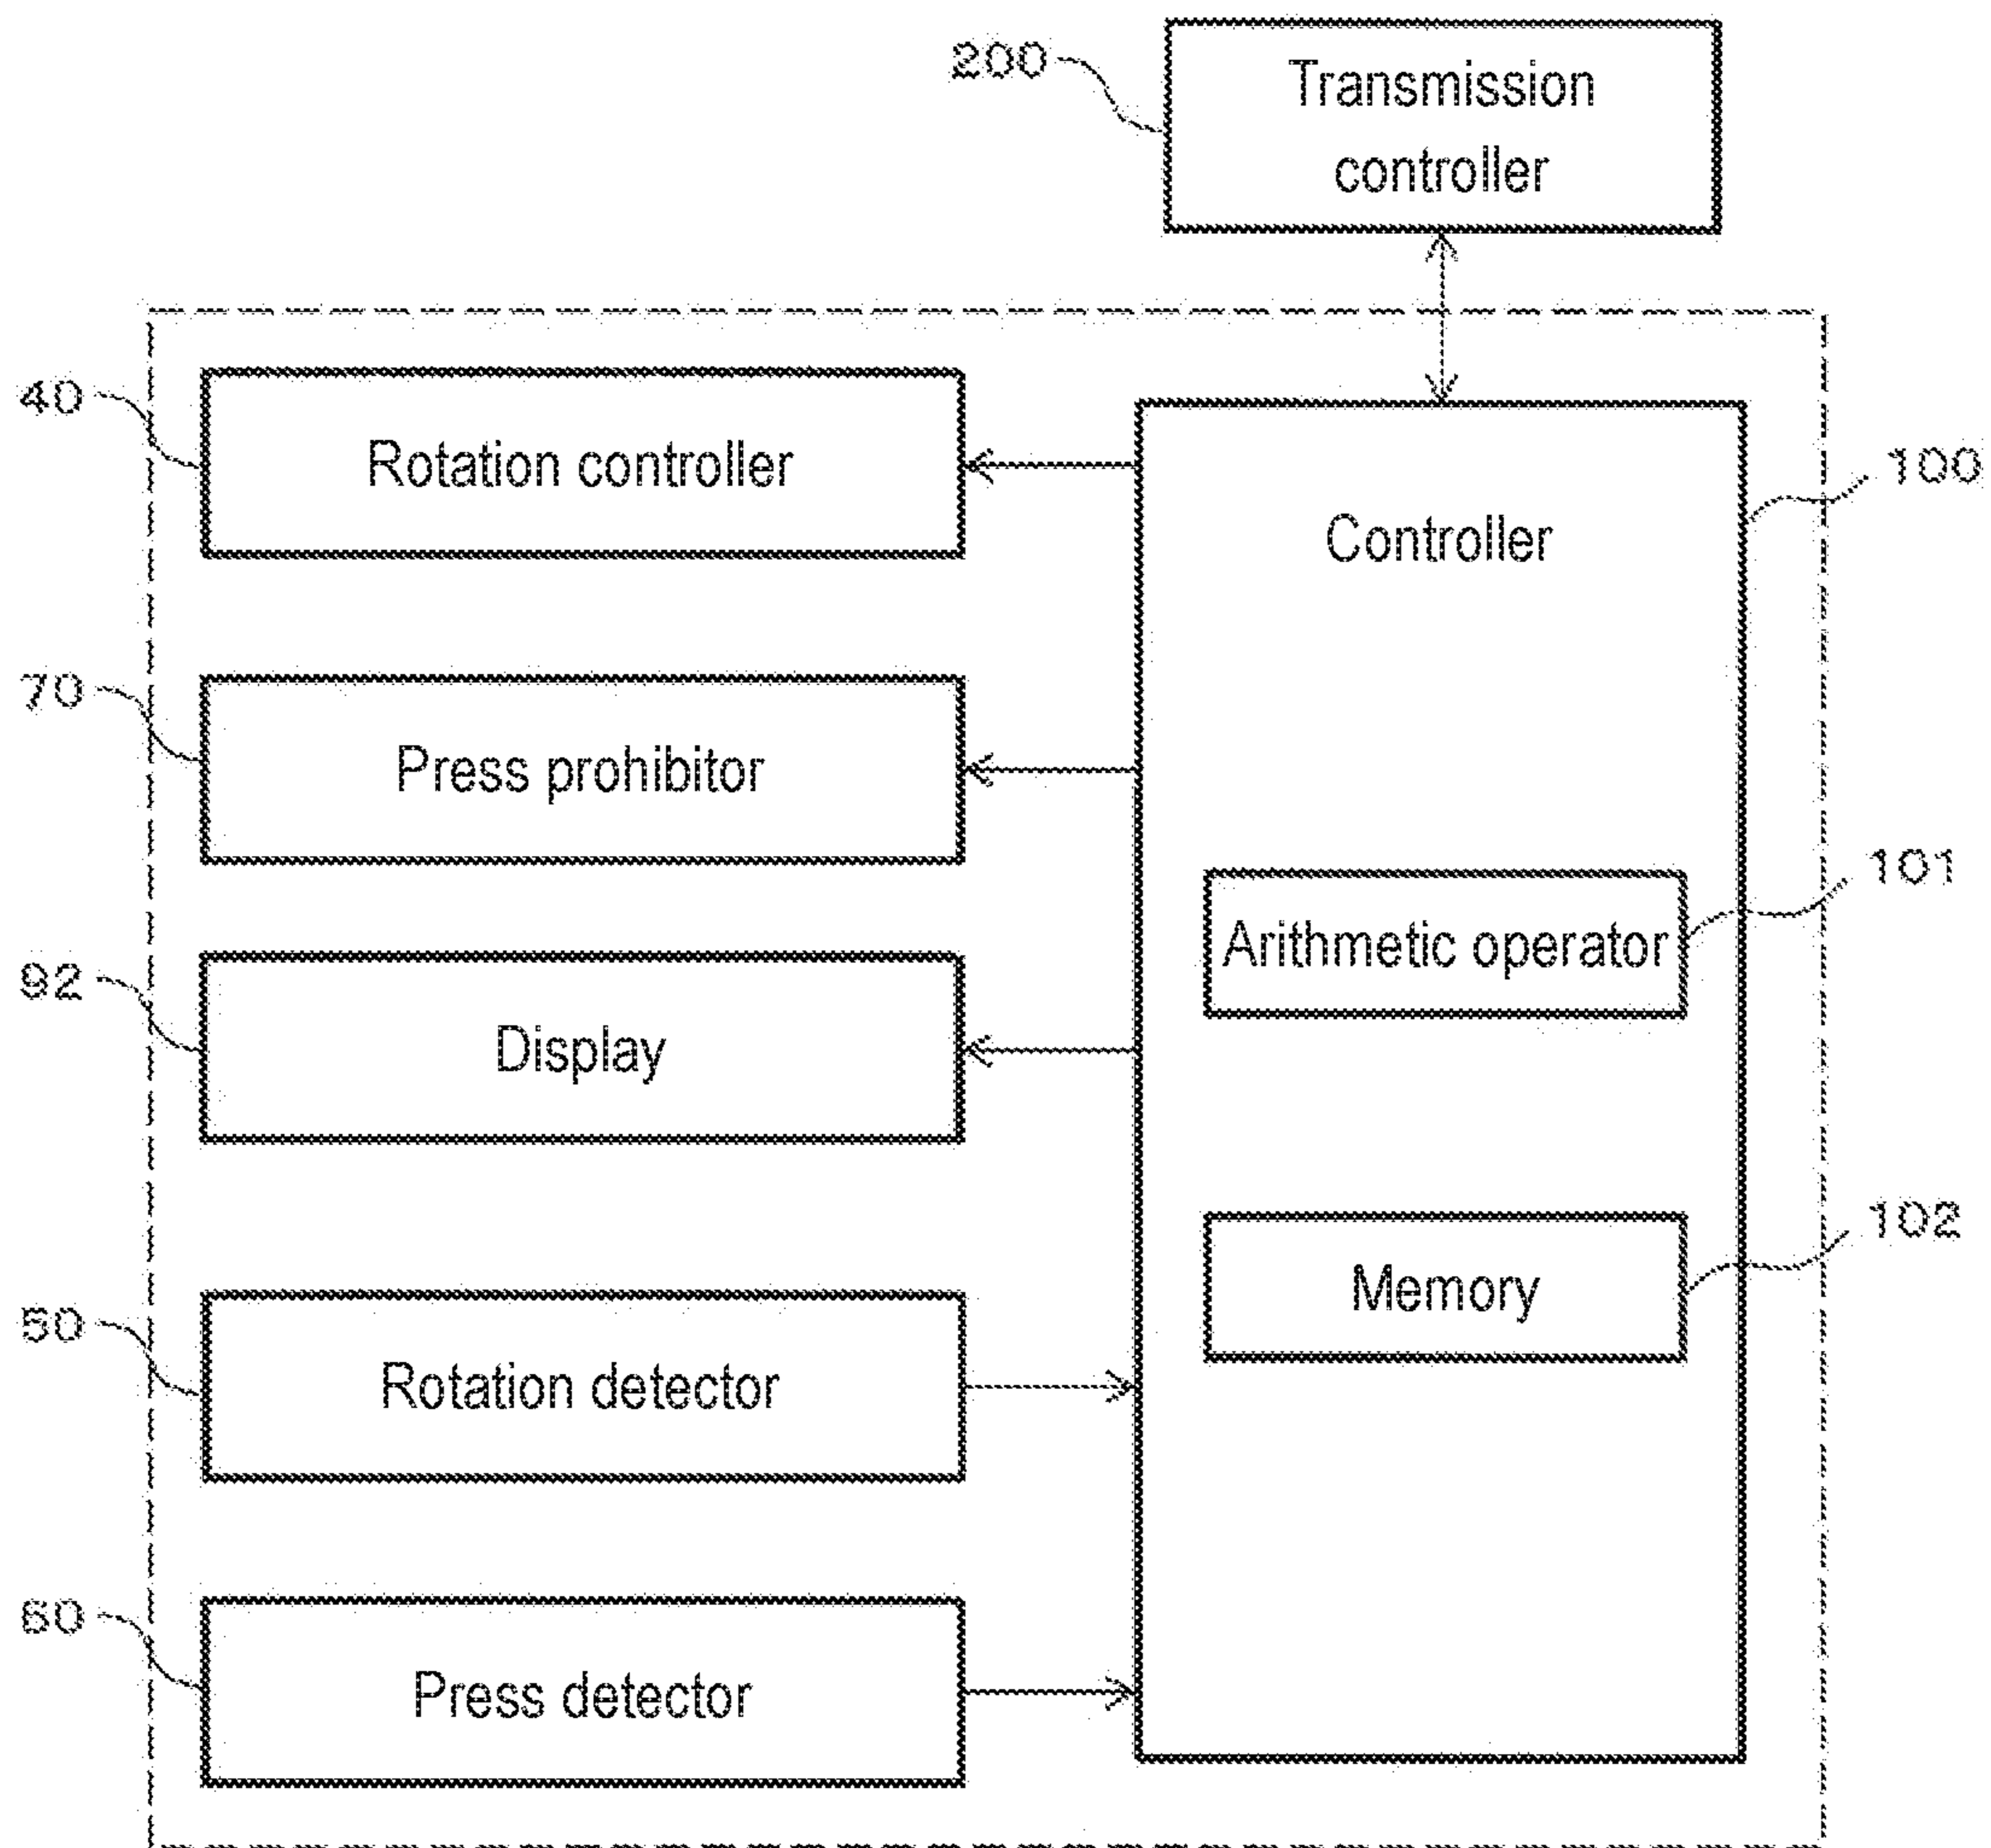 200
Transmission
controller
40
Rotation controller
100
Controller
70
Press prohibitor
101
Arithmetic operator
92
Display
102
Memory
50
Rotation detector
60
Press detector